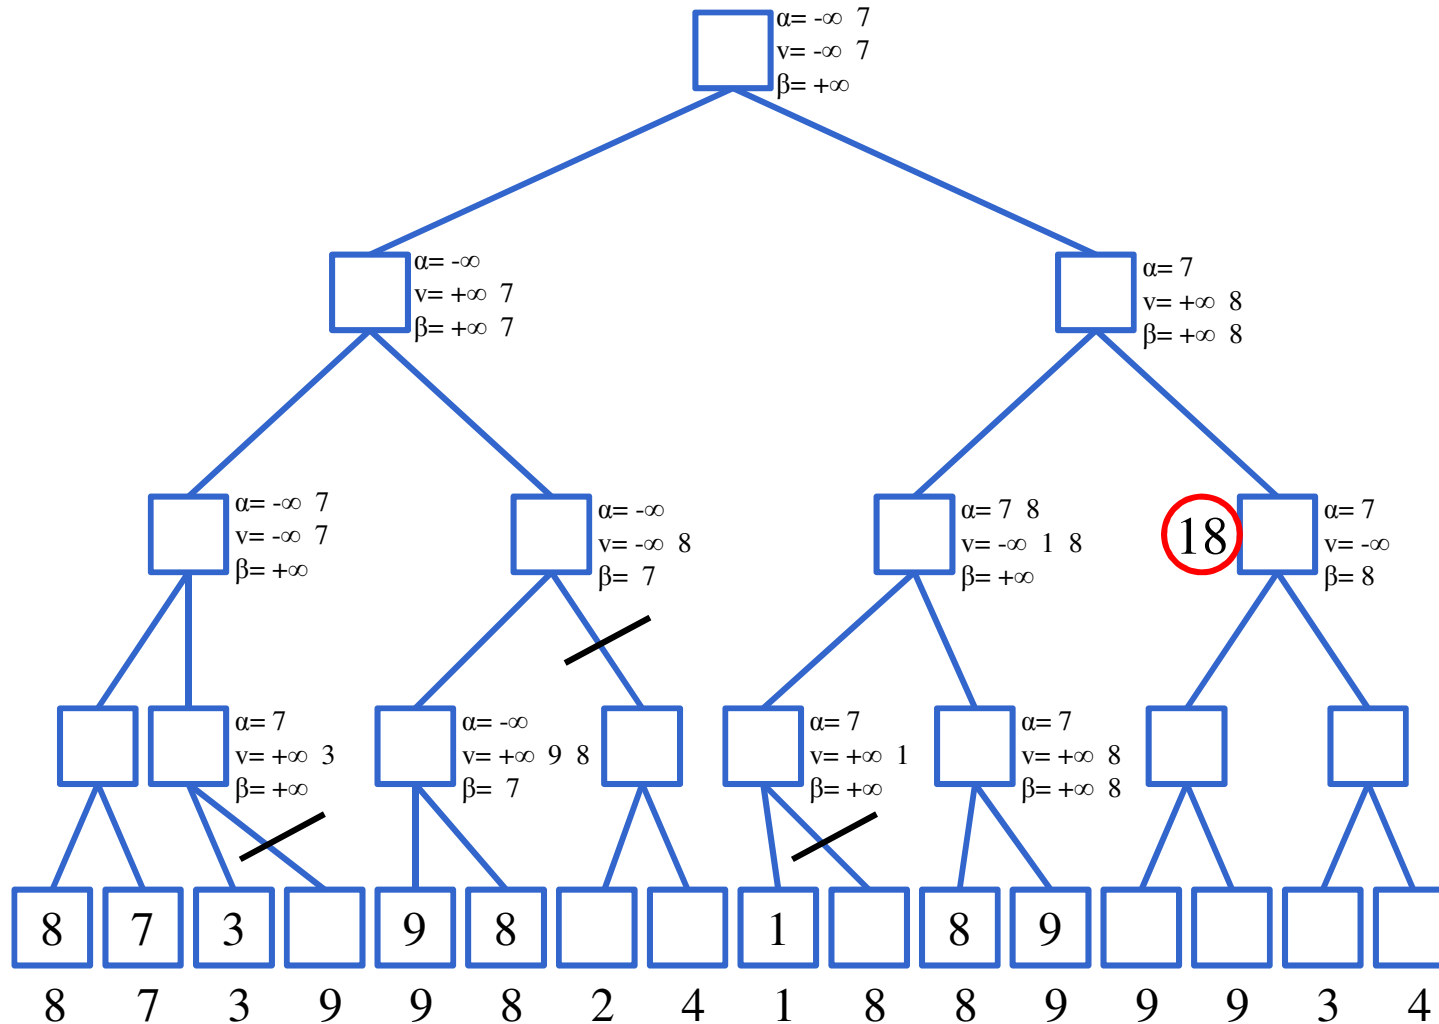 α= -∞ 7
v= -∞ 7
β= +∞
α= -∞
v= +∞ 7
β= +∞ 7
α= 7
v= +∞ 8
β= +∞ 8
α= -∞ 7
v= -∞ 7
β= +∞
α= -∞
v= -∞ 8
β= 7
α= 7 8
v= -∞ 1 8
β= +∞
18
α= 7
v= -∞
β= 8
α= 7
v= +∞ 3
β= +∞
α= -∞
v= +∞ 9 8
β= 7
α= 7
v= +∞ 1
β= +∞
α= 7
v= +∞ 8
β= +∞ 8
8 7 3 9 8 1 8 9
8 7 3 9 9 8 2 4 1 8 8 9 9 9 3 4